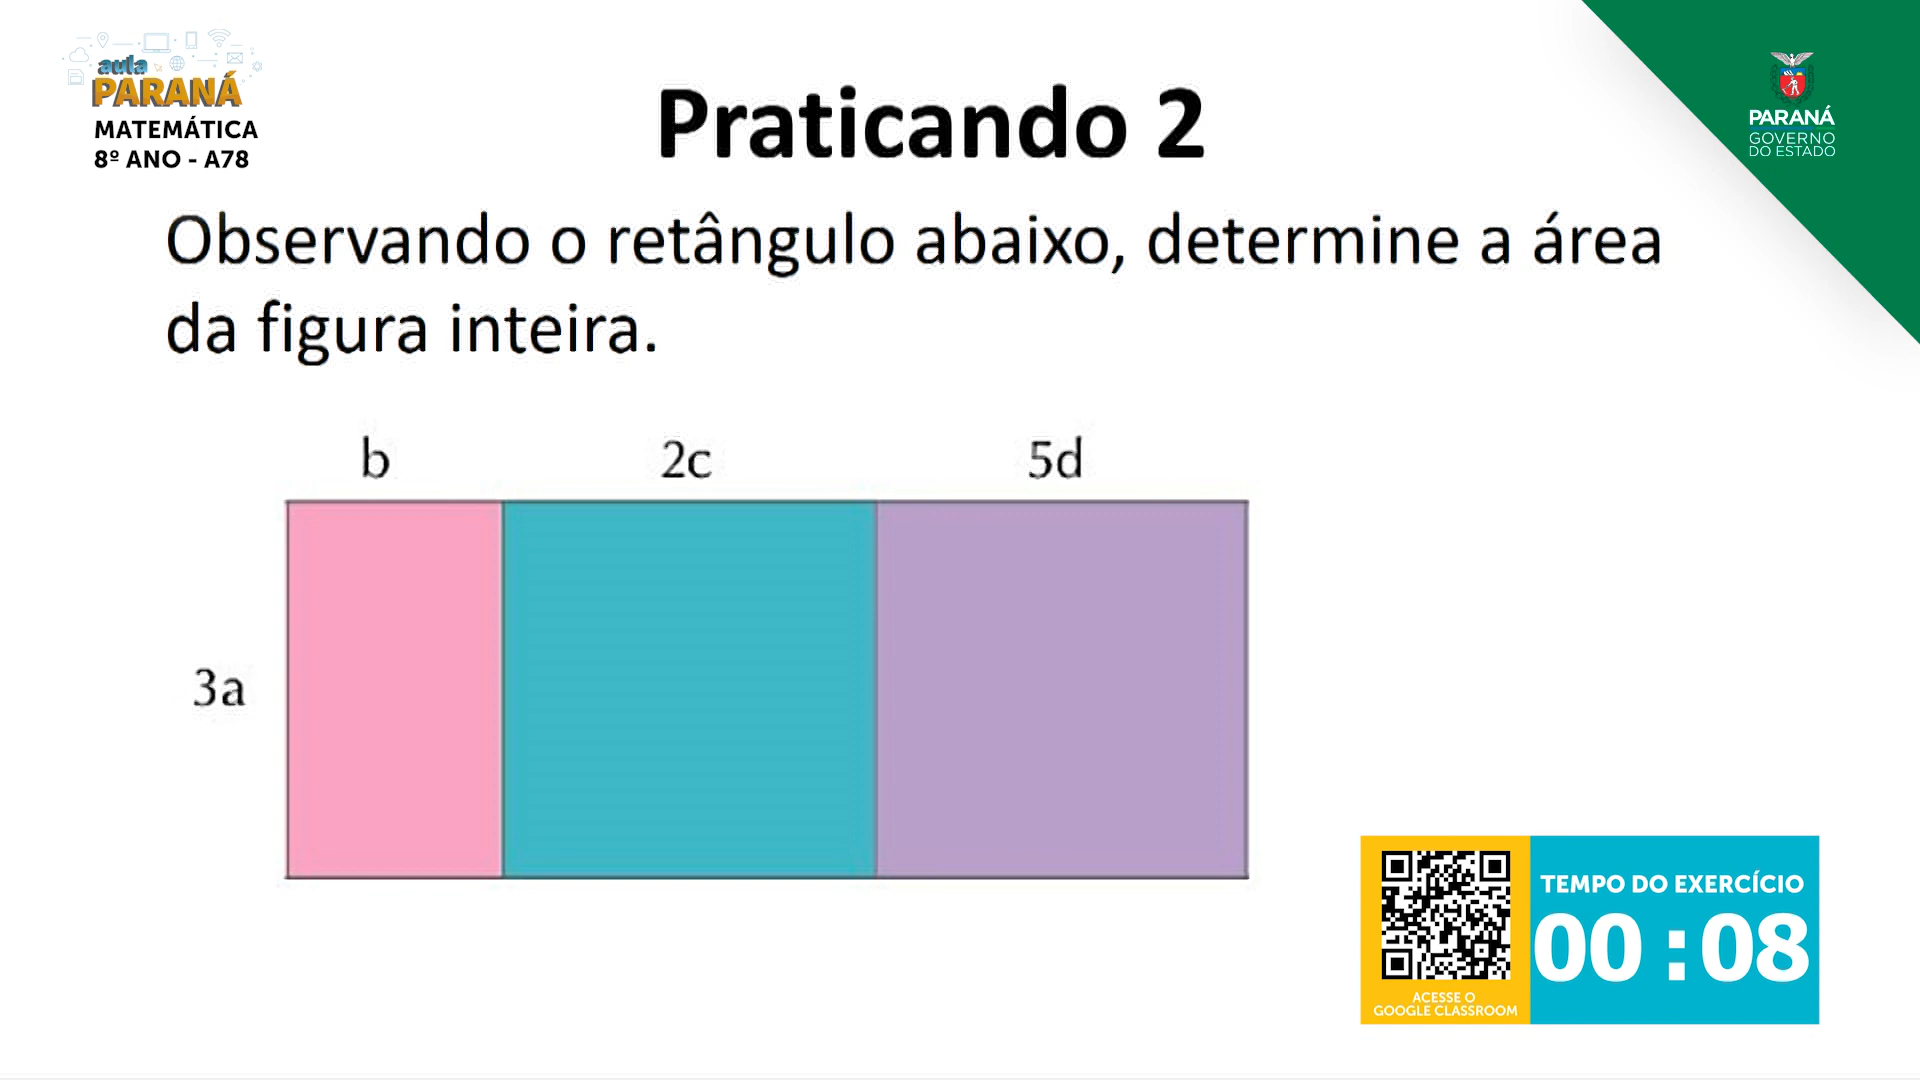 aula
PARANÁ
MATEMÁTICA
8º ANO - A78
PARANÁ
GOVERNO
DO ESTADO
Praticando 2
Observando o retângulo abaixo, determine a área
da figura inteira.
b 2c 5d
3a
TEMPO DO EXERCÍCIO
00 : 08
ACESSE O
GOOGLE CLASSROOM